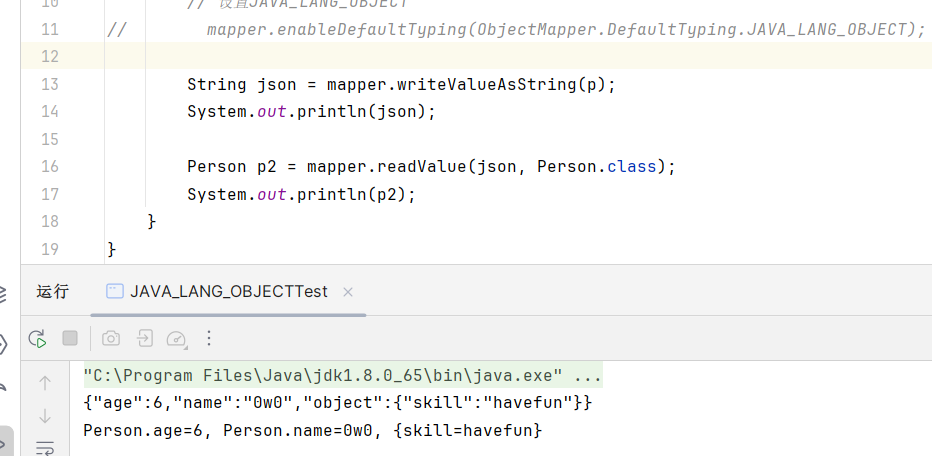 10 // 设置JAVA_LANG_OBJECT
11 // mapper.enableDefaultTyping(ObjectMapper.DefaultTyping.JAVA_LANG_OBJECT);
12
13 String json = mapper.writeValueAsString(p);
14 System.out.println(json);
15
16 Person p2 = mapper.readValue(json, Person.class);
17 System.out.println(p2);
18 }
19 }
运行 JAVA_LANG_OBJECTTest ×
"C:\Program Files\Java\jdk1.8.0_65\bin\java.exe" ...
{"age":6,"name":"0w0","object":{"skill":"havefun"}}
Person.age=6, Person.name=0w0, {skill=havefun}